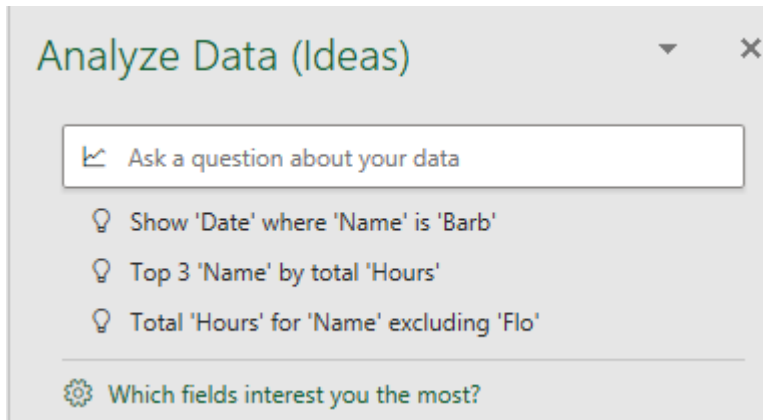 Analyze Data (Ideas)
Ask a question about your data
Show 'Date' where 'Name' is 'Barb'
Top 3 'Name' by total 'Hours'
Total 'Hours' for 'Name' excluding 'Flo'
Which fields interest you the most?